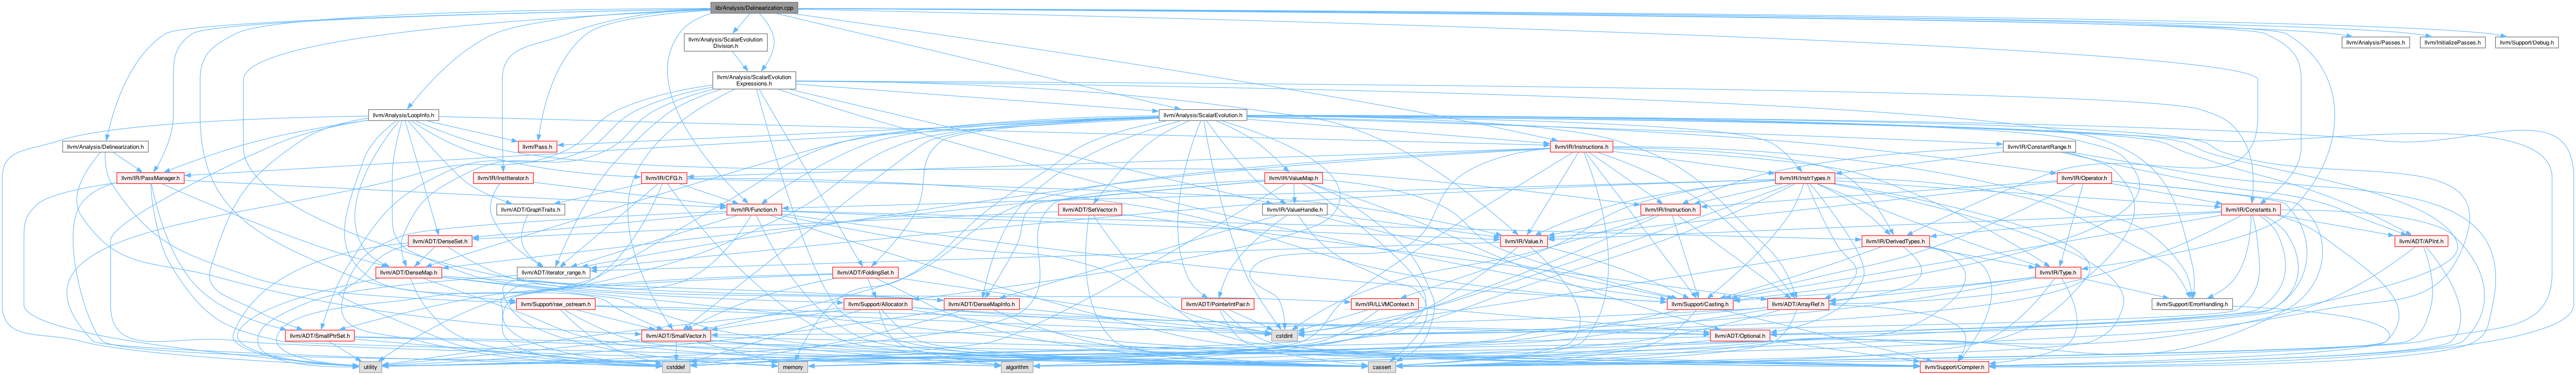 lib/Analysis/Delinearization.cpp
llvm/Analysis/ScalarEvolution
Division.h
llvm/Analysis/Passes.h
llvm/InitializePasses.h
llvm/Support/Debug.h
llvm/Analysis/ScalarEvolution
Expressions.h
llvm/Analysis/LoopInfo.h
llvm/Analysis/ScalarEvolution.h
llvm/Analysis/Delinearization.h
llvm/Pass.h
llvm/IR/Instructions.h
llvm/IR/ConstantRange.h
llvm/IR/PassManager.h
llvm/IR/InstIterator.h
llvm/IR/CFG.h
llvm/IR/ValueMap.h
llvm/IR/InstrTypes.h
llvm/IR/Operator.h
llvm/ADT/GraphTraits.h
llvm/IR/Function.h
llvm/ADT/SetVector.h
llvm/IR/ValueHandle.h
llvm/IR/Instruction.h
llvm/IR/Constants.h
llvm/ADT/DenseSet.h
llvm/IR/Value.h
llvm/IR/DerivedTypes.h
llvm/ADT/APInt.h
llvm/ADT/DenseMap.h
llvm/ADT/iterator_range.h
llvm/ADT/FoldingSet.h
llvm/IR/Type.h
llvm/Support/raw_ostream.h
llvm/Support/Allocator.h
llvm/ADT/DenseMapInfo.h
llvm/ADT/PointerIntPair.h
llvm/IR/LLVMContext.h
llvm/Support/Casting.h
llvm/ADT/ArrayRef.h
llvm/Support/ErrorHandling.h
llvm/ADT/SmallPtrSet.h
llvm/ADT/SmallVector.h
cstdint
llvm/ADT/Optional.h
utility
cstddef
memory
algorithm
cassert
llvm/Support/Compiler.h